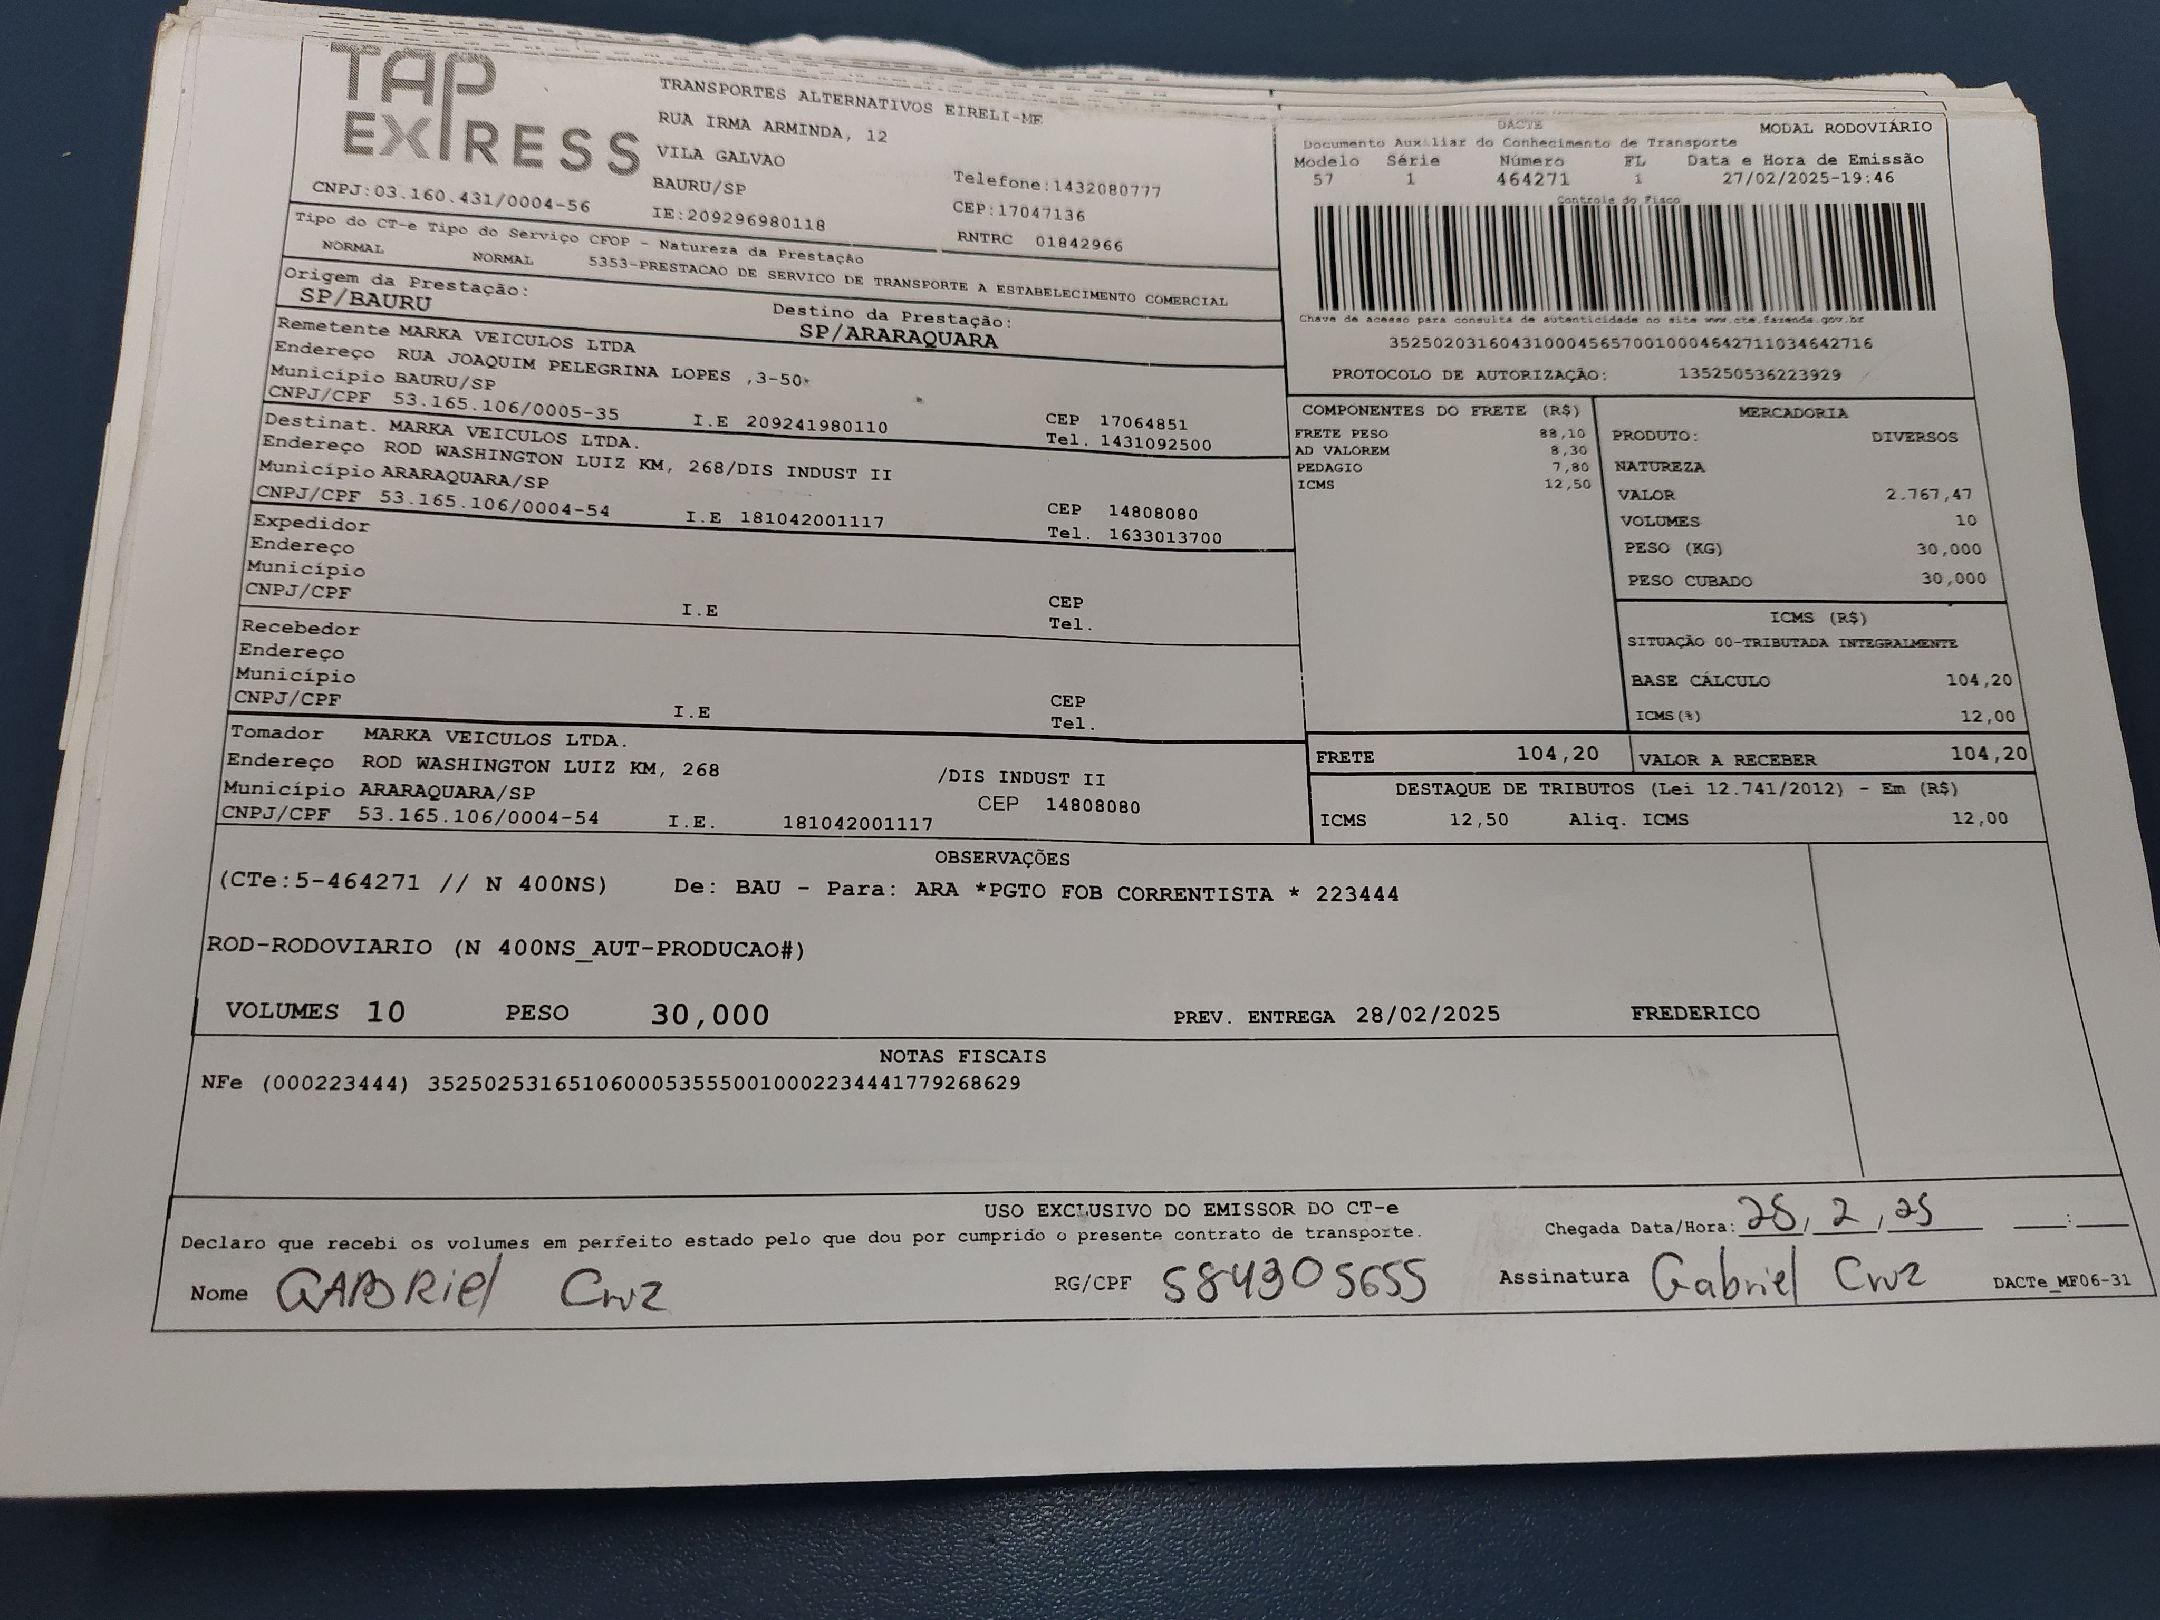 TAP EXPRESS
TRANSPORTES ALTERNATIVOS EIRELI-ME
RUA IRMA ARMINDA, 12
VILA GALVAO
BAURU/SP
Telefone:1432080777
CNPJ:03.160.431/0004-56
IE:209296980118
CEP:17047136
RNTRC 01842966
Tipo do CT-e Tipo do Serviço CFOP - Natureza da Prestação
NORMAL NORMAL 5353-PRESTACAO DE SERVICO DE TRANSPORTE A ESTABELECIMENTO COMERCIAL
Origem da Prestação: Destino da Prestação:
SP/BAURU SP/ARARAQUARA
DACTE MODAL RODOVIÁRIO
Documento Auxiliar do Conhecimento de Transporte
Modelo Série Número FL Data e Hora de Emissão
57 1 464271 1 27/02/2025-19:46
Controle do Fisco
Chave de acesso para consulta de autenticidade no site www.cte.fazenda.gov.br
35250203160431000456570010004642711034642716
PROTOCOLO DE AUTORIZAÇÃO: 135250536223929
Remetente MARKA VEICULOS LTDA
Endereço RUA JOAQUIM PELEGRINA LOPES ,3-50
Município BAURU/SP CEP 17064851
CNPJ/CPF 53.165.106/0005-35 I.E 209241980110 Tel. 1431092500
Destinat. MARKA VEICULOS LTDA.
Endereço ROD WASHINGTON LUIZ KM, 268/DIS INDUST II
Município ARARAQUARA/SP CEP 14808080
CNPJ/CPF 53.165.106/0004-54 I.E 181042001117 Tel. 1633013700
Expedidor
Endereço
Município CEP
CNPJ/CPF I.E Tel.
Recebedor
Endereço
Município CEP
CNPJ/CPF I.E Tel.
Tomador MARKA VEICULOS LTDA.
Endereço ROD WASHINGTON LUIZ KM, 268 /DIS INDUST II
Município ARARAQUARA/SP CEP 14808080
CNPJ/CPF 53.165.106/0004-54 I.E. 181042001117
COMPONENTES DO FRETE (R$)
FRETE PESO 88,10
AD VALOREM 8,30
PEDAGIO 7,80
ICMS 12,50
MERCADORIA
PRODUTO: DIVERSOS
NATUREZA
VALOR 2.767,47
VOLUMES 10
PESO (KG) 30,000
PESO CUBADO 30,000
ICMS (R$)
SITUAÇÃO 00-TRIBUTADA INTEGRALMENTE
BASE CÁLCULO 104,20
ICMS(%) 12,00
FRETE 104,20 VALOR A RECEBER 104,20
DESTAQUE DE TRIBUTOS (Lei 12.741/2012) - Em (R$)
ICMS 12,50 Aliq. ICMS 12,00
OBSERVAÇÕES
(CTe:5-464271 // N 400NS) De: BAU - Para: ARA *PGTO FOB CORRENTISTA * 223444
ROD-RODOVIARIO (N 400NS_AUT-PRODUCAO#)
VOLUMES 10 PESO 30,000 PREV. ENTREGA 28/02/2025 FREDERICO
NOTAS FISCAIS
NFe (000223444) 35250253165106000535550010002234441779268629
USO EXCLUSIVO DO EMISSOR DO CT-e
Declaro que recebi os volumes em perfeito estado pelo que dou por cumprido o presente contrato de transporte.
Chegada Data/Hora: 28, 2, 25 __:__
Nome GABRiel Cruz RG/CPF 584305655 Assinatura Gabriel Cruz DACTe_MF06-31